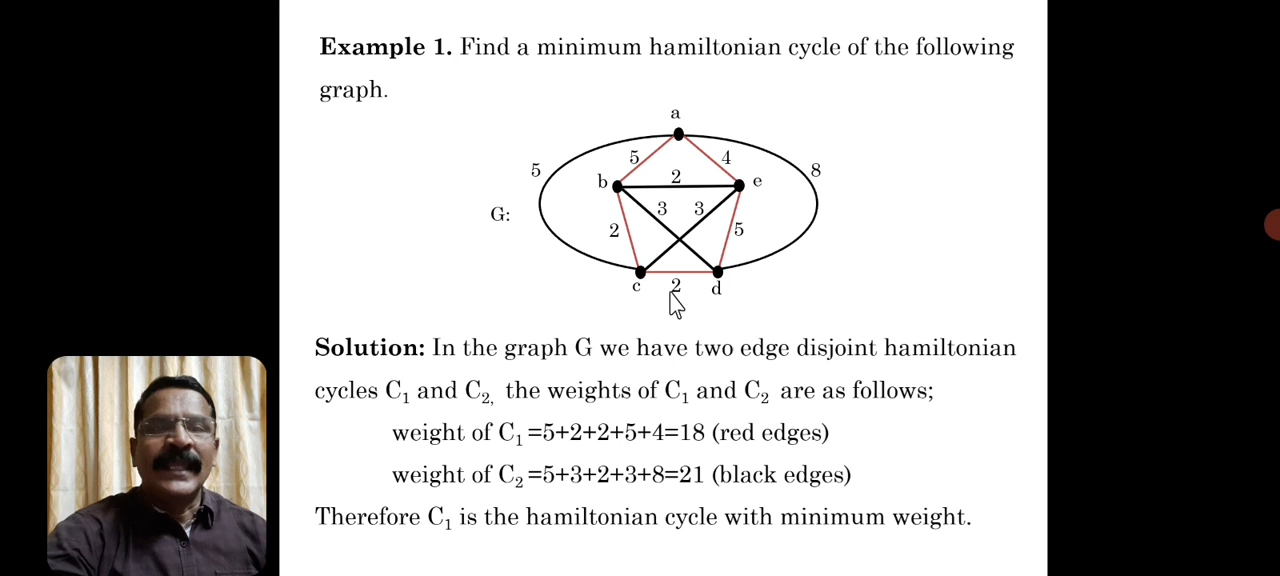 Example 1. Find a minimum hamiltonian cycle of the following
graph.
a
5
5
4
8
b
2
e
G:
3
3
2
5
c
2
d
Solution: In the graph G we have two edge disjoint hamiltonian
cycles C₁ and C₂, the weights of C₁ and C₂ are as follows;
weight of C₁=5+2+2+5+4=18 (red edges)
weight of C₂=5+3+2+3+8=21 (black edges)
Therefore C₁ is the hamiltonian cycle with minimum weight.